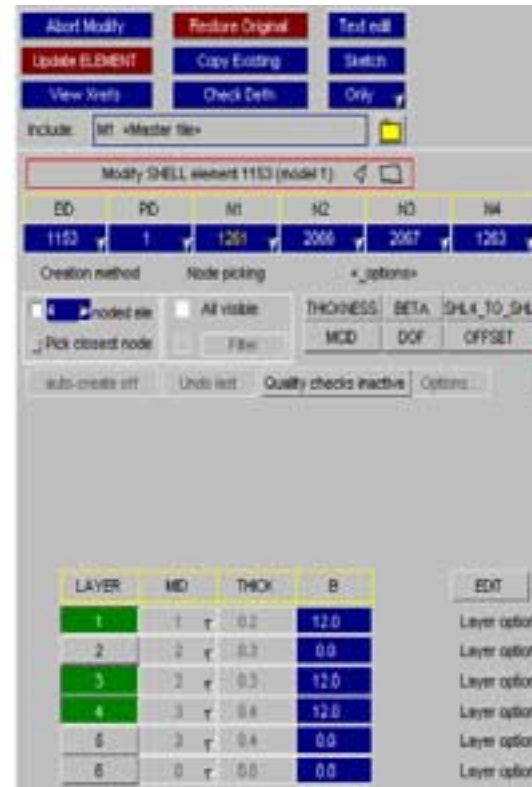 Abort Modify Restore Original Text edit
Update ELEMENT Copy Existing Sketch
View Xrefs Check Defn Only
Include: M1 <Master file>
Modify SHELL element 1153 (model 1)
EID PID N1 N2 N3 N4
1153 1 1261 2066 2067 1263
Creation method Node picking <_options>
4 noded ele All visible THICKNESS BETA SHL4_TO_SHL
Pick closest node Filter MCID DOF OFFSET
auto-create off Undo last Quality checks inactive Options...
LAYER MID THICK B EDIT
1 1 0.2 12.0 Layer option
2 2 0.3 0.0 Layer option
3 2 0.3 12.0 Layer option
4 3 0.4 12.0 Layer option
5 3 0.4 0.0 Layer option
6 0 0.0 0.0 Layer option